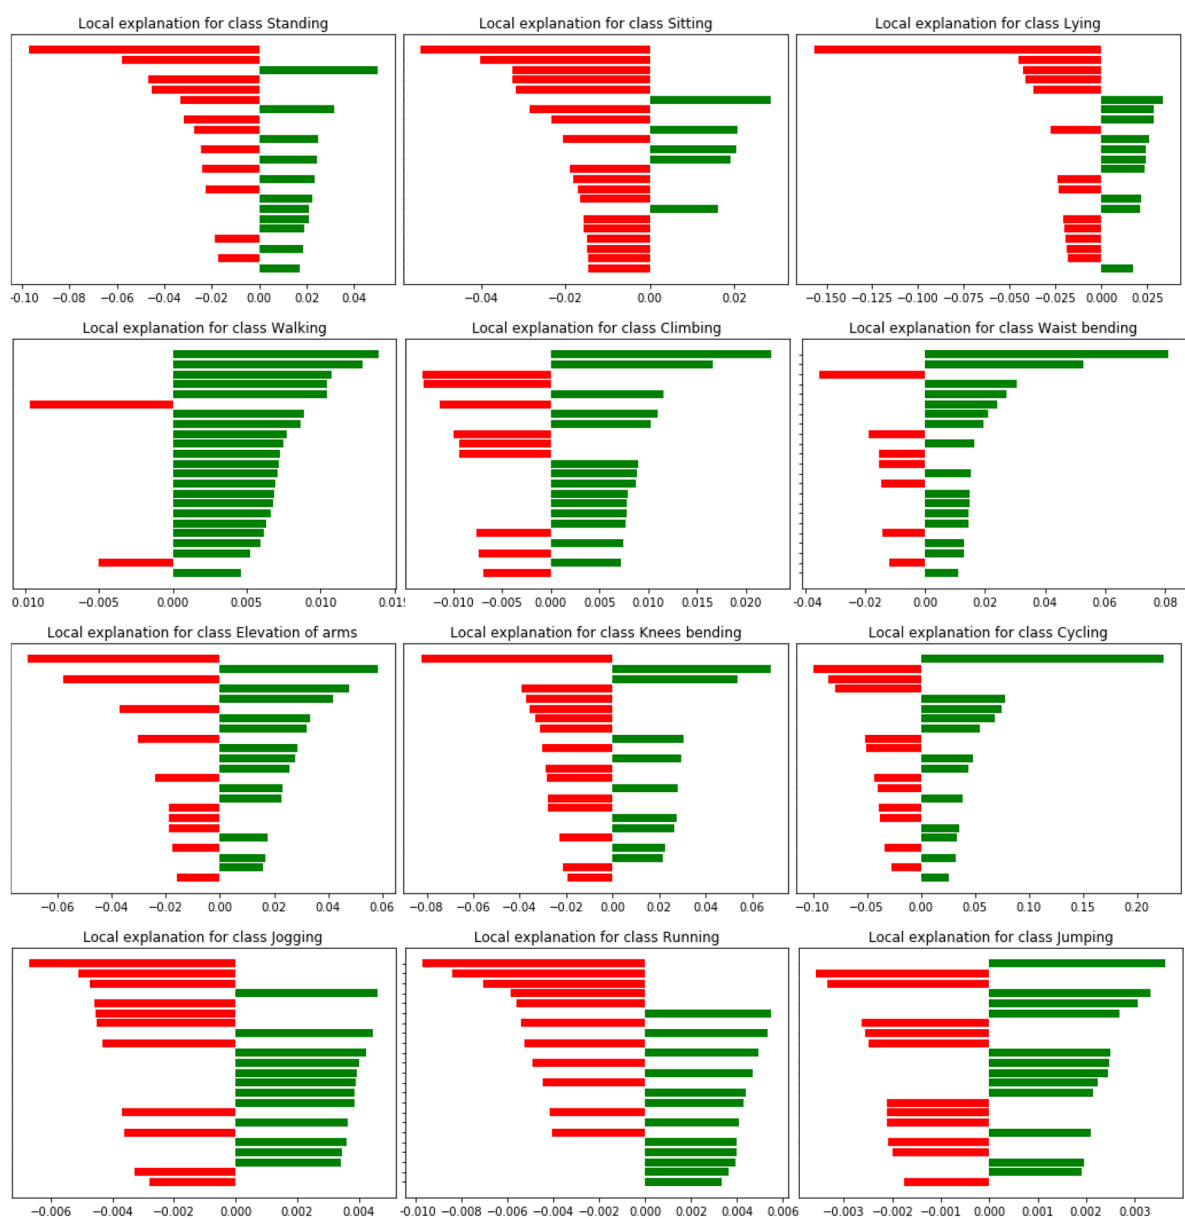 Local explanation for class Standing
Local explanation for class Sitting
Local explanation for class Lying
−0.10 −0.08 −0.06 −0.04 −0.02 0.00 0.02 0.04
−0.04 −0.02 0.00 0.02
−0.150 −0.125 −0.100 −0.075 −0.050 −0.025 0.000 0.025
Local explanation for class Walking
Local explanation for class Climbing
Local explanation for class Waist bending
0.010 −0.005 0.000 0.005 0.010 0.01
−0.010 −0.005 0.000 0.005 0.010 0.015 0.020
−0.04 −0.02 0.00 0.02 0.04 0.06 0.08
Local explanation for class Elevation of arms
Local explanation for class Knees bending
Local explanation for class Cycling
−0.06 −0.04 −0.02 0.00 0.02 0.04 0.06
−0.08 −0.06 −0.04 −0.02 0.00 0.02 0.04 0.06
−0.10 −0.05 0.00 0.05 0.10 0.15 0.20
Local explanation for class Jogging
Local explanation for class Running
Local explanation for class Jumping
−0.006 −0.004 −0.002 0.000 0.002 0.004
−0.010 −0.008 −0.006 −0.004 −0.002 0.000 0.002 0.004 0.006
−0.003 −0.002 −0.001 0.000 0.001 0.002 0.003